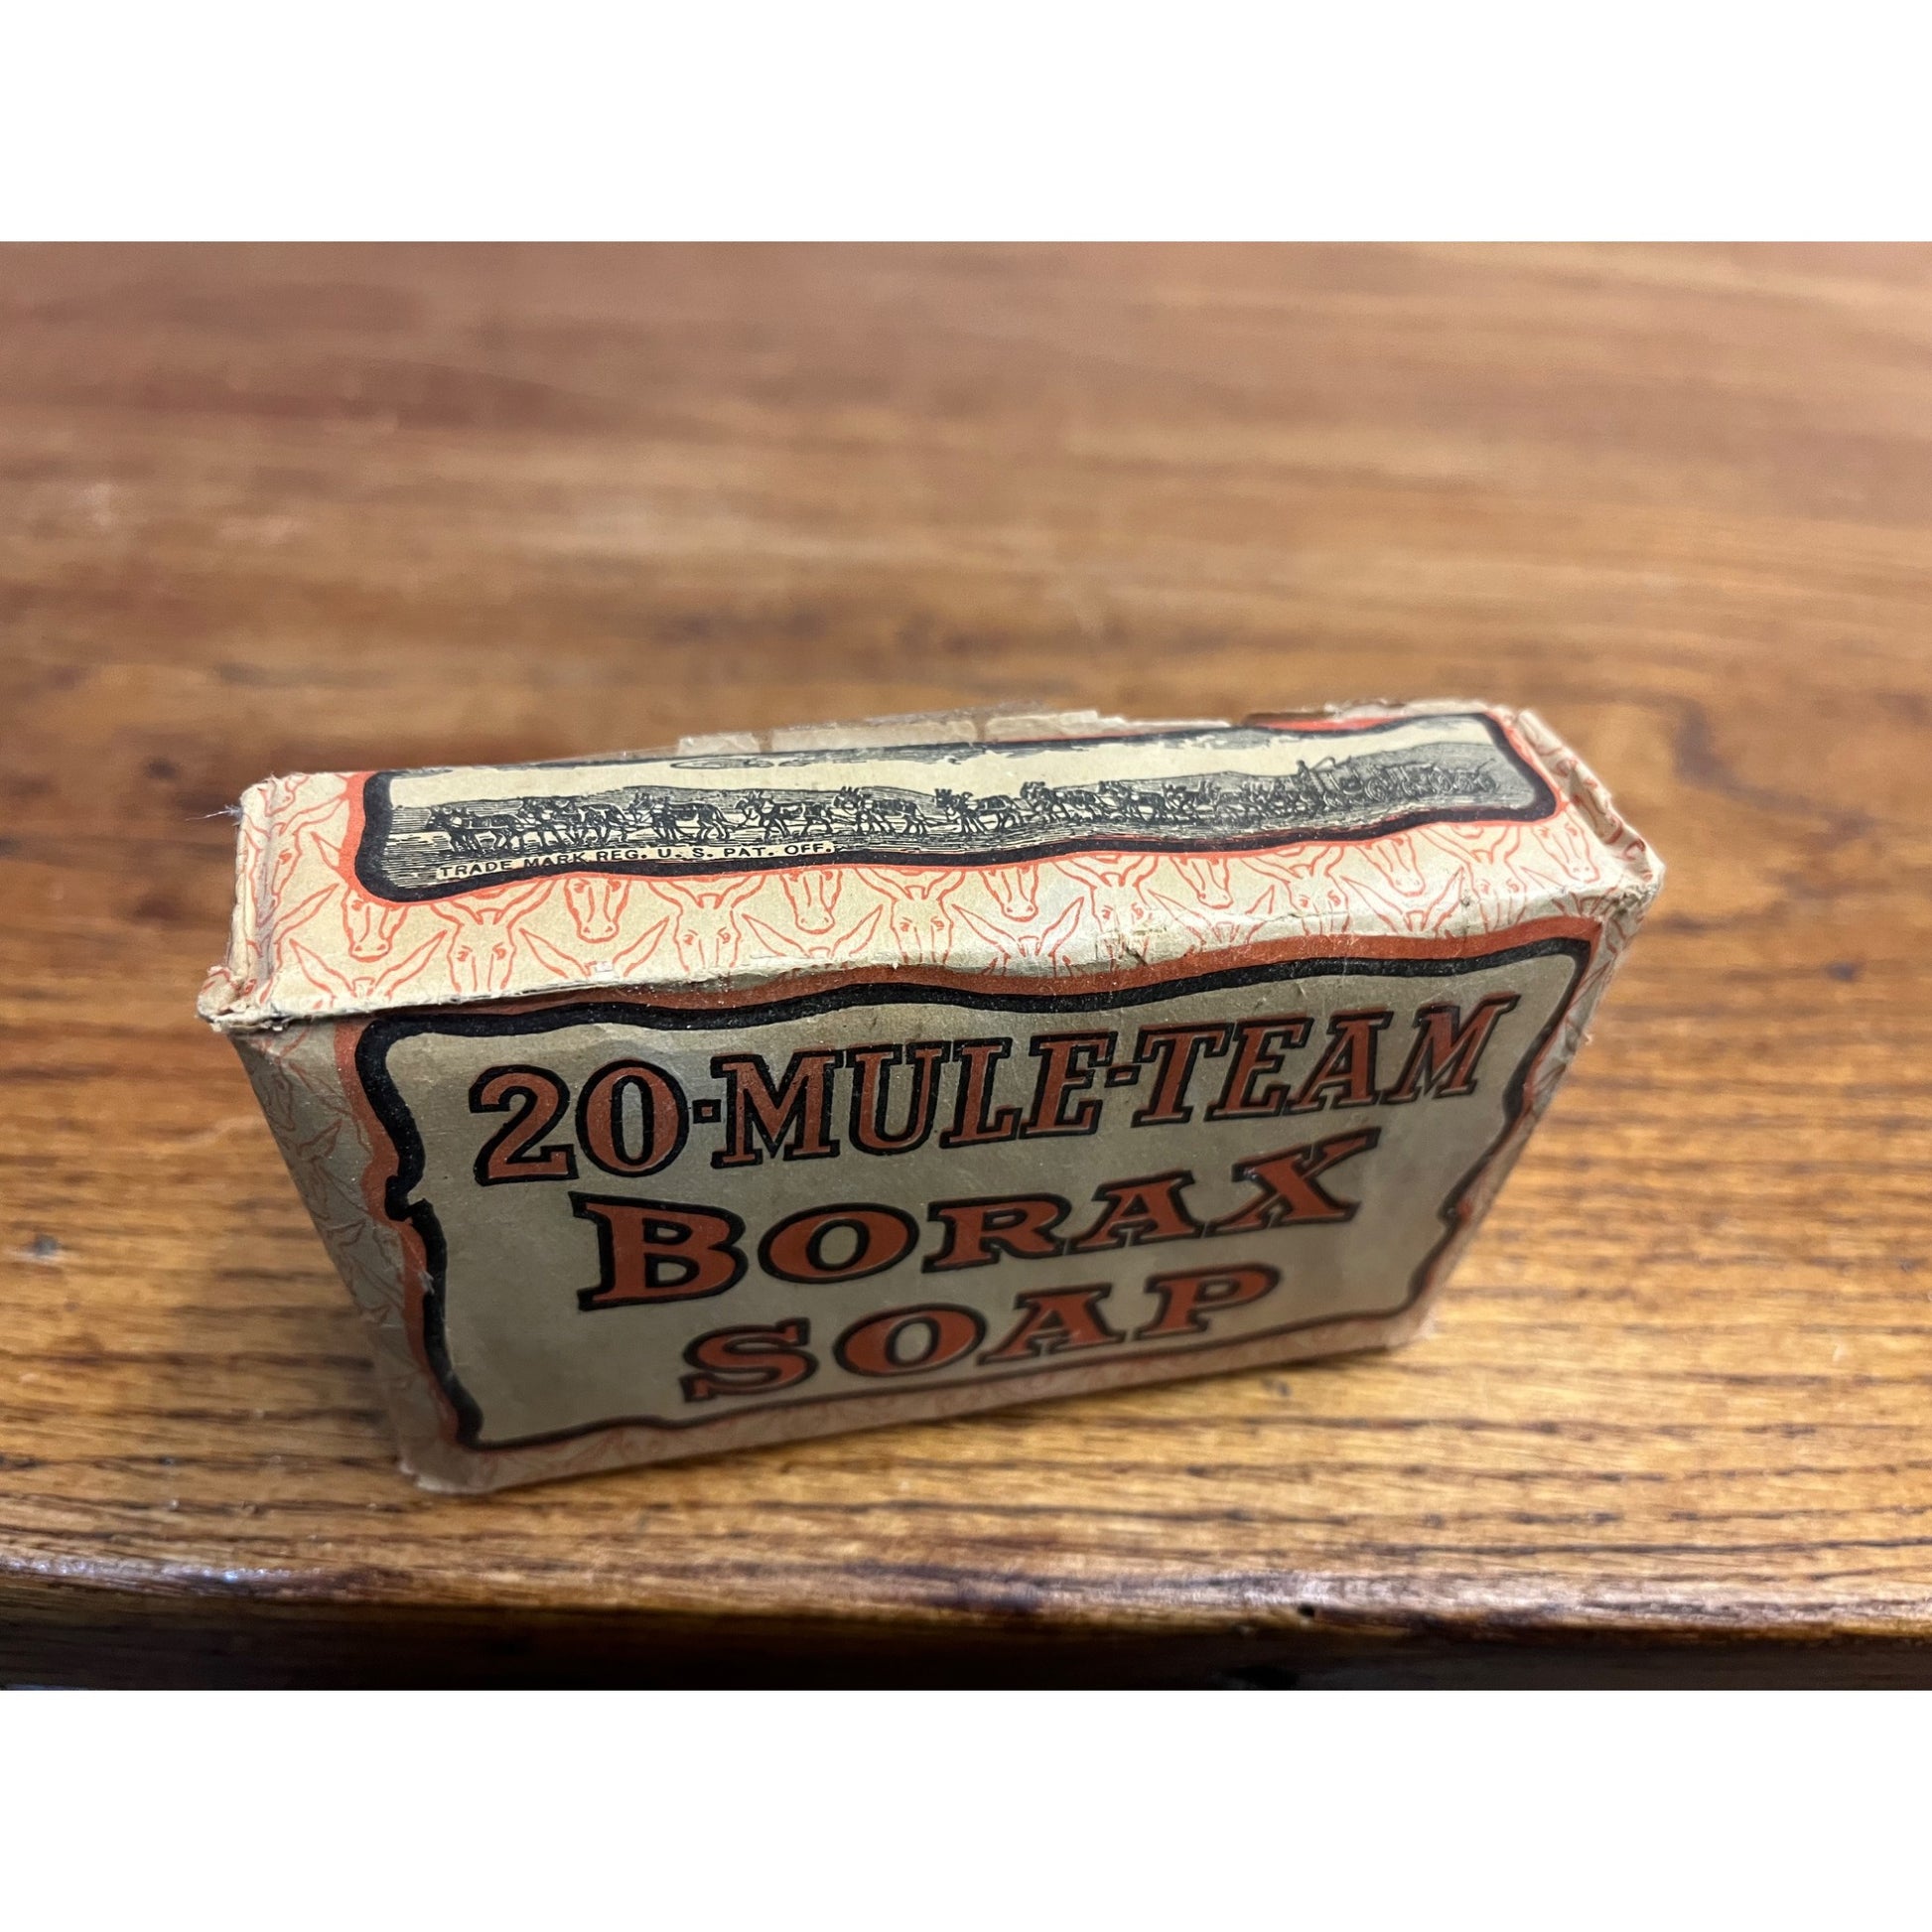 TRADE MARK REG. U. S. PAT. OFF.
20-MULE-TEAM
BORAX
SOAP